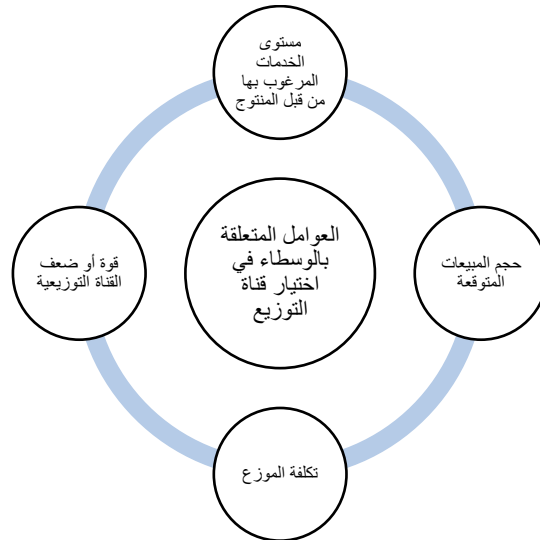 مستوى
الخدمات
المرغوب بها
من قبل المنتوج
العوامل المتعلقة
بالوسطاء في
اختيار قناة
التوزيع
حجم المبيعات
المتوقعة
تكلفة الموزع
قوة أو ضعف
القناة التوزيعية